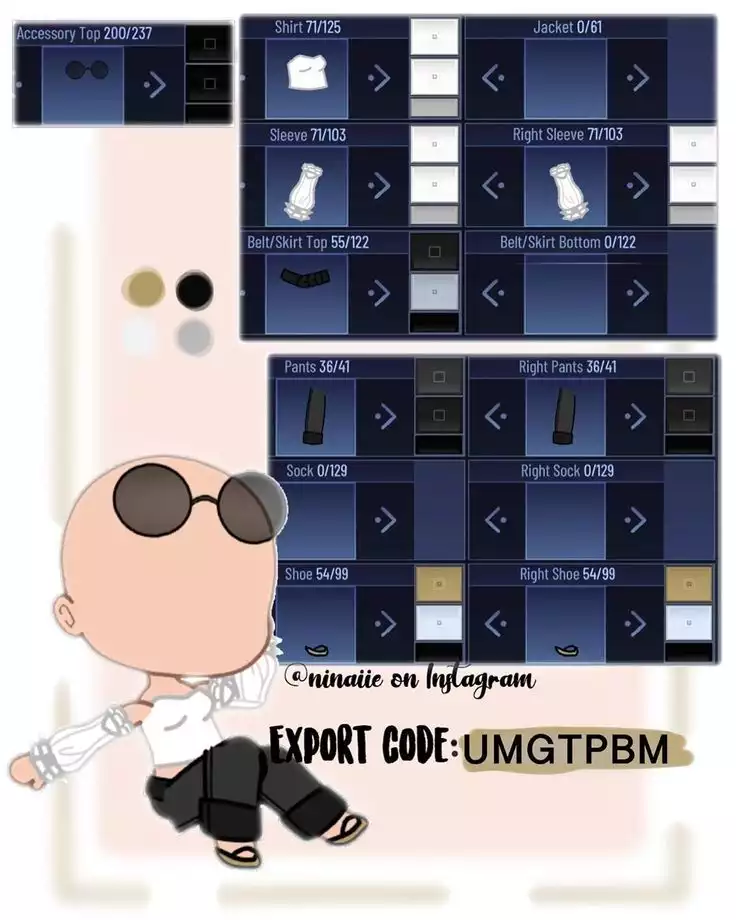 Accessory Top 200/237
Shirt 71/125
Jacket 0/61
Sleeve 71/103
Right Sleeve 71/103
Belt/Skirt Top 55/122
Belt/Skirt Bottom 0/122
Pants 36/41
Right Pants 36/41
Sock 0/129
Right Sock 0/129
Shoe 54/99
Right Shoe 54/99
@ninaiie on Instagram
EXPORT CODE:UMGTPBM